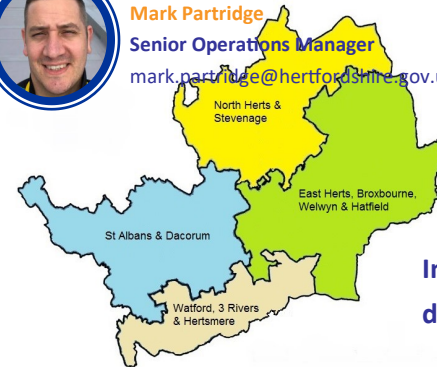 Mark Partridge
Senior Operations Manager
mark.partridge@hertfordshire.gov.u
North Herts &
Stevenage
East Herts, Broxbourne,
Welwyn & Hatfield
St Albans & Dacorum
Watford, 3 Rivers
& Hertsmere